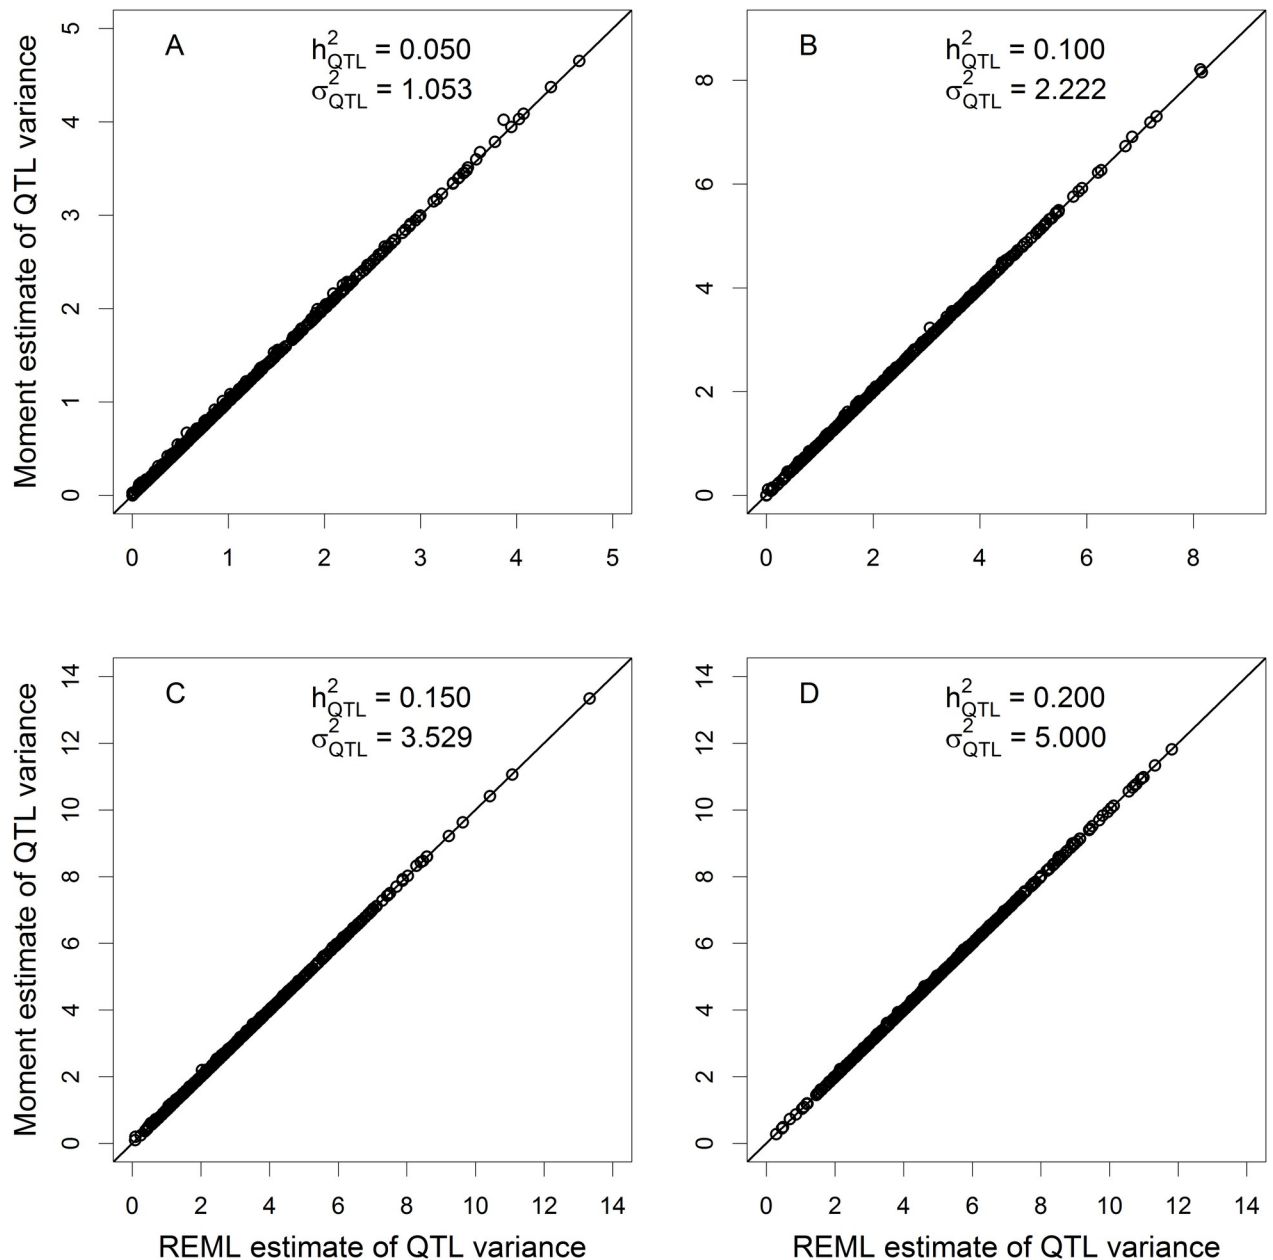 A
h²QTL = 0.050
σ²QTL = 1.053
Moment estimate of QTL variance
5
4
3
2
1
0
0 1 2 3 4 5
B
h²QTL = 0.100
σ²QTL = 2.222
8
6
4
2
0
0 2 4 6 8
C
h²QTL = 0.150
σ²QTL = 3.529
Moment estimate of QTL variance
14
12
10
8
6
4
2
0
0 2 4 6 8 10 12 14
REML estimate of QTL variance
D
h²QTL = 0.200
σ²QTL = 5.000
14
12
10
8
6
4
2
0
0 2 4 6 8 10 12 14
REML estimate of QTL variance